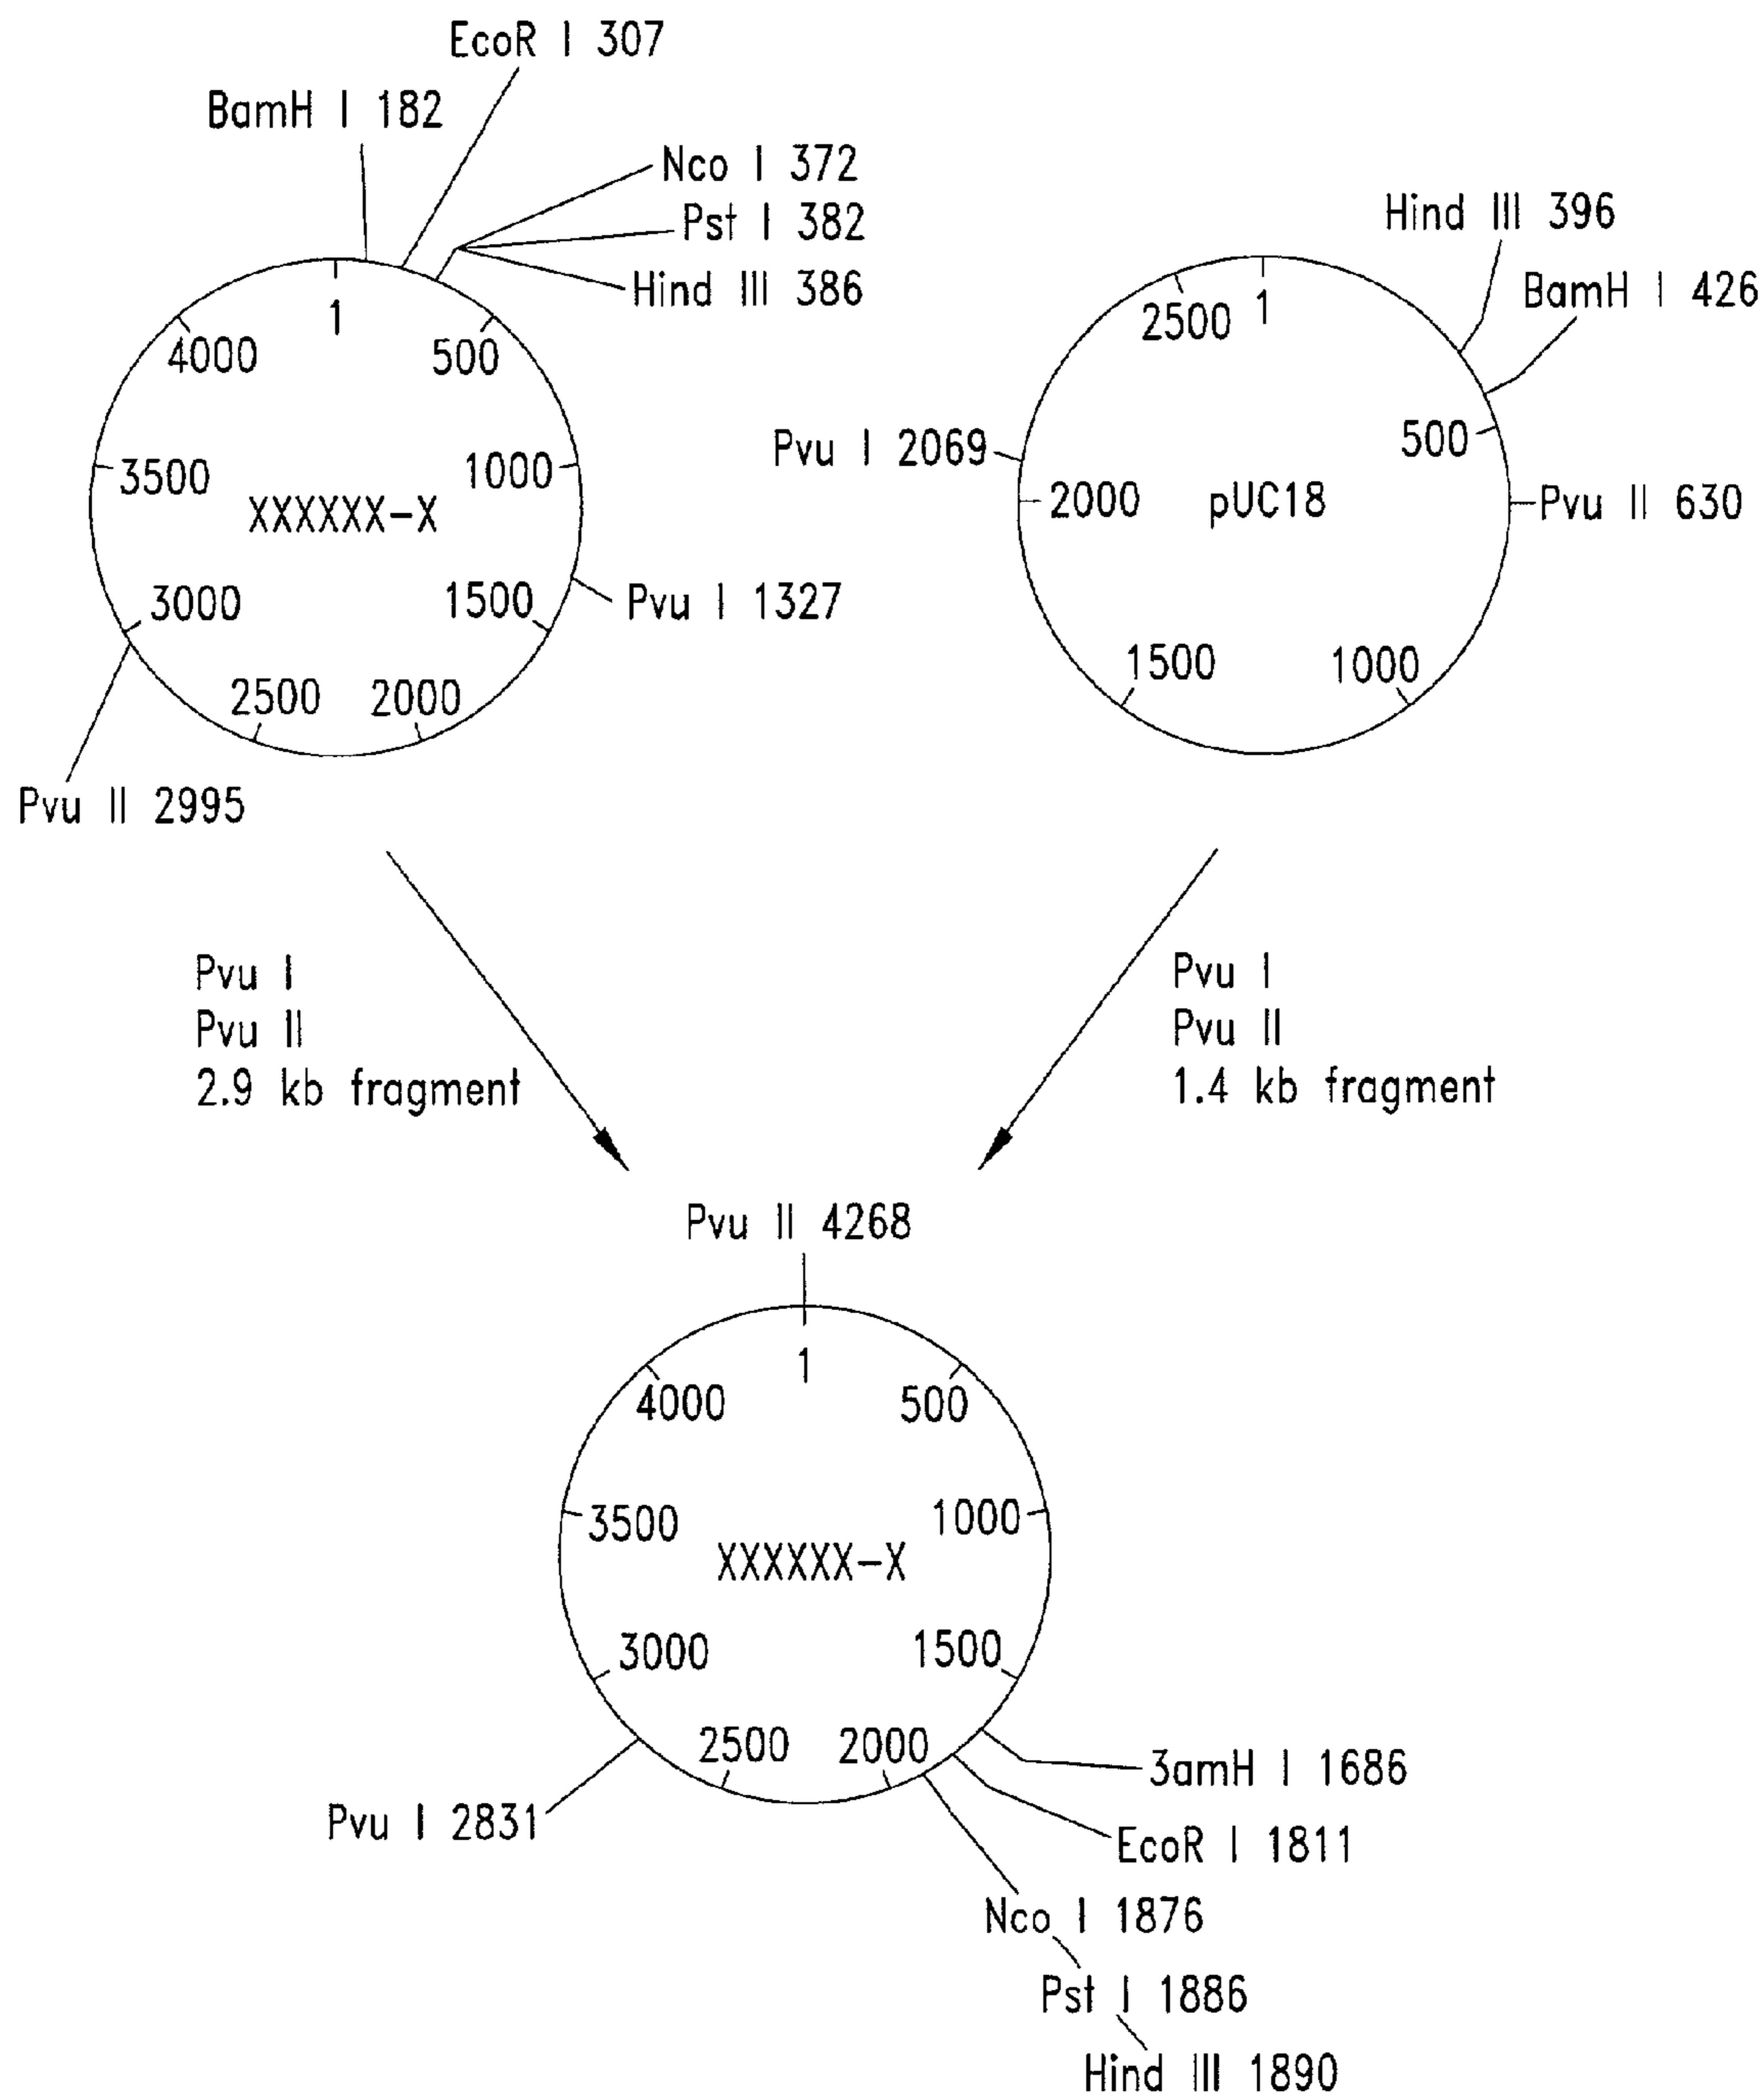 EcoR I 307
BamH I 182
Nco I 372
Pst I 382
Hind III 386
1
500
1000
1500
2000
2500
3000
3500
4000
XXXXXX-X
Pvu I 1327
Pvu II 2995
Hind III 396
BamH I 426
1
500
1000
1500
2000
2500
pUC18
Pvu I 2069
Pvu II 630
Pvu I
Pvu II
2.9 kb fragment
Pvu I
Pvu II
1.4 kb fragment
Pvu II 4268
1
500
1000
1500
2000
2500
3000
3500
4000
XXXXXX-X
3amH I 1686
EcoR I 1811
Nco I 1876
Pst I 1886
Hind III 1890
Pvu I 2831